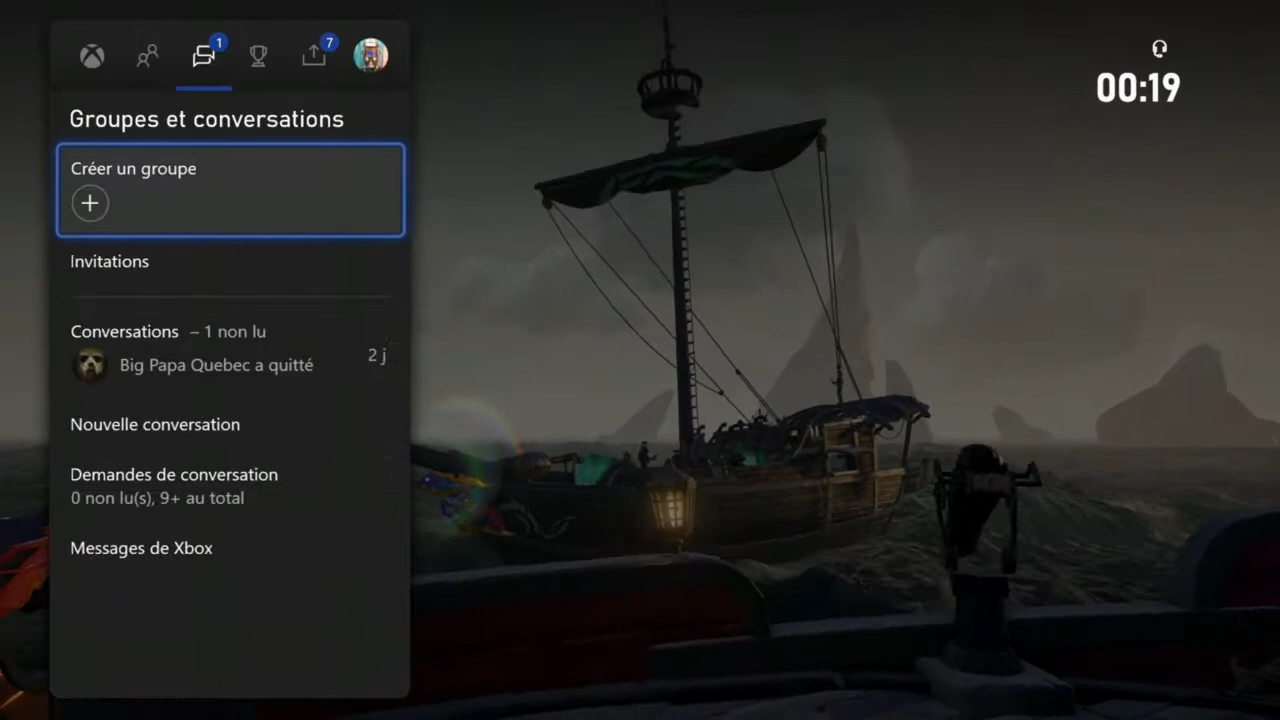 1
7
00:19
Groupes et conversations
Créer un groupe
Invitations
Conversations – 1 non lu
Big Papa Quebec a quitté
2 j
Nouvelle conversation
Demandes de conversation
0 non lu(s), 9+ au total
Messages de Xbox